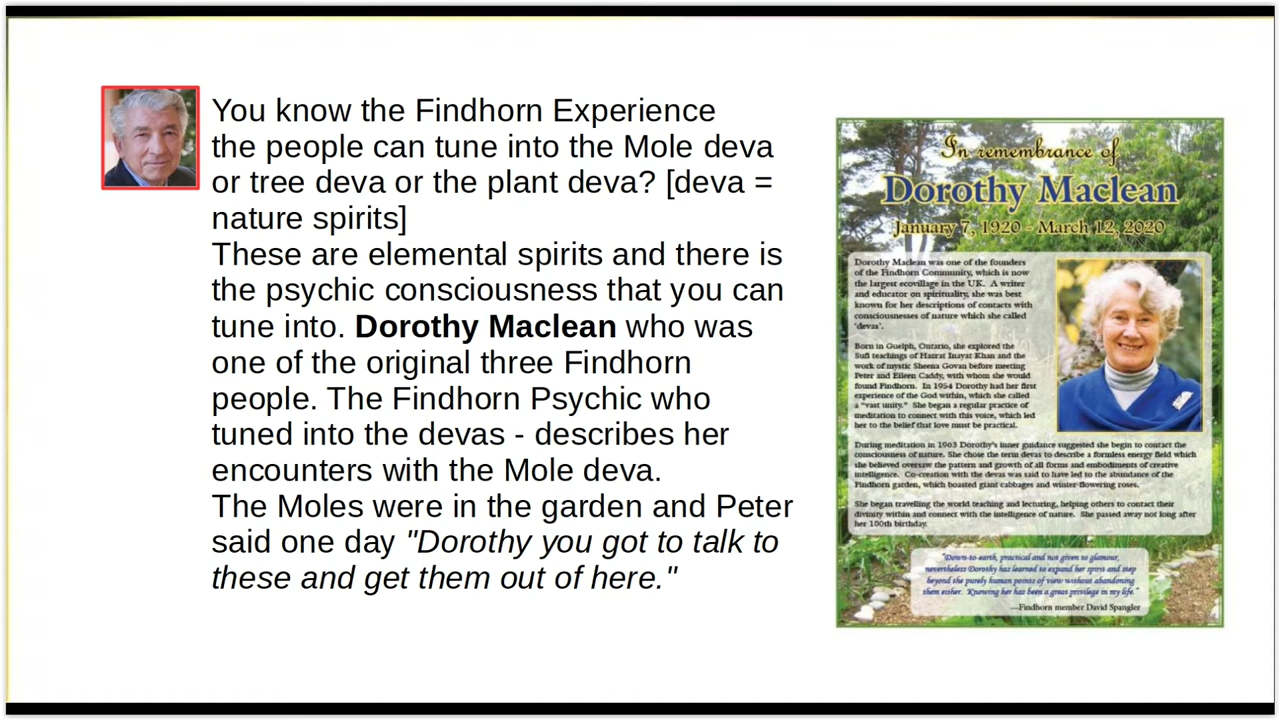 You know the Findhorn Experience
the people can tune into the Mole deva
or tree deva or the plant deva? [deva =
nature spirits]
These are elemental spirits and there is
the psychic consciousness that you can
tune into. Dorothy Maclean who was
one of the original three Findhorn
people. The Findhorn Psychic who
tuned into the devas - describes her
encounters with the Mole deva.
The Moles were in the garden and Peter
said one day "Dorothy you got to talk to
these and get them out of here."
In remembrance of
Dorothy Maclean
January 7, 1920 - March 12, 2020
Dorothy Maclean was one of the founders
of the Findhorn Community, which is now
the largest ecovillage in the UK. A writer
and educator on spirituality, she was best
known for her descriptions of contacts with
consciousnesses of nature which she called
'devas'.
Born in Guelph, Ontario, she explored the
Sufi teachings of Hazrat Inayat Khan and the
work of mystic Sheena Govan before meeting
Peter and Eileen Caddy, with whom she would
found Findhorn. In 1954 Dorothy had her first
experience of the God within, which she called
a "vast unity." She began a regular practice of
meditation to connect with this voice, which led
her to the belief that love must be practical.
During meditation in 1963 Dorothy's inner guidance suggested she begin to contact the
consciousness of nature. She chose the term devas to describe a formless energy field which
she believed oversaw the pattern and growth of all forms and embodiments of creative
intelligence. Co-creation with the devas was said to have led to the abundance of the
Findhorn garden, which boasted giant cabbages and winter-flowering roses.
She began travelling the world teaching and lecturing, helping others to contact their
divinity within and connect with the intelligence of nature. She passed away not long after
her 100th birthday.
"Down-to-earth, practical and not given to glamour,
nevertheless Dorothy has learned to expand her spirit and step
beyond the purely human points of view without abandoning
them either. Knowing her has been a great privilege in my life."
—Findhorn member David Spangler